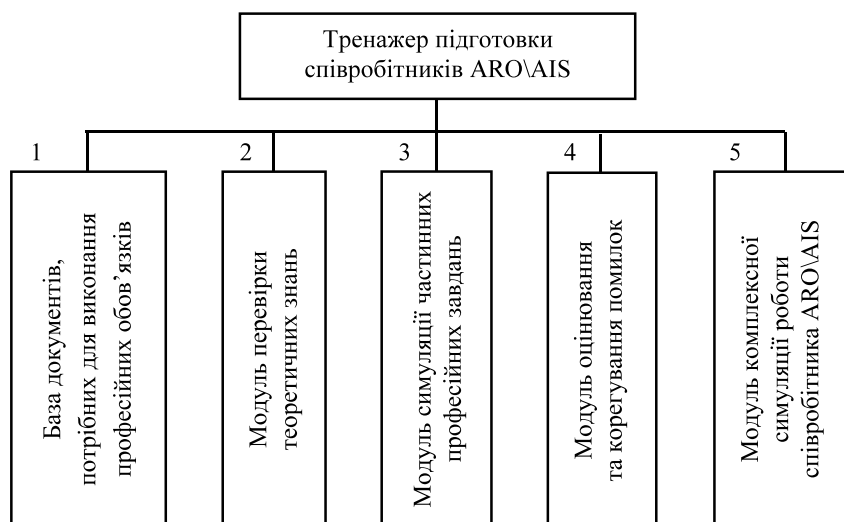 Тренажер підготовки
співробітників ARO\AIS
1
База документів,
потрібних для виконання
професійних обов’язків
2
Модуль перевірки
теоретичних знань
3
Модуль симуляції частинних
професійних завдань
4
Модуль оцінювання
та корегування помилок
5
Модуль комплексної
симуляції роботи
співробітника ARO\AIS